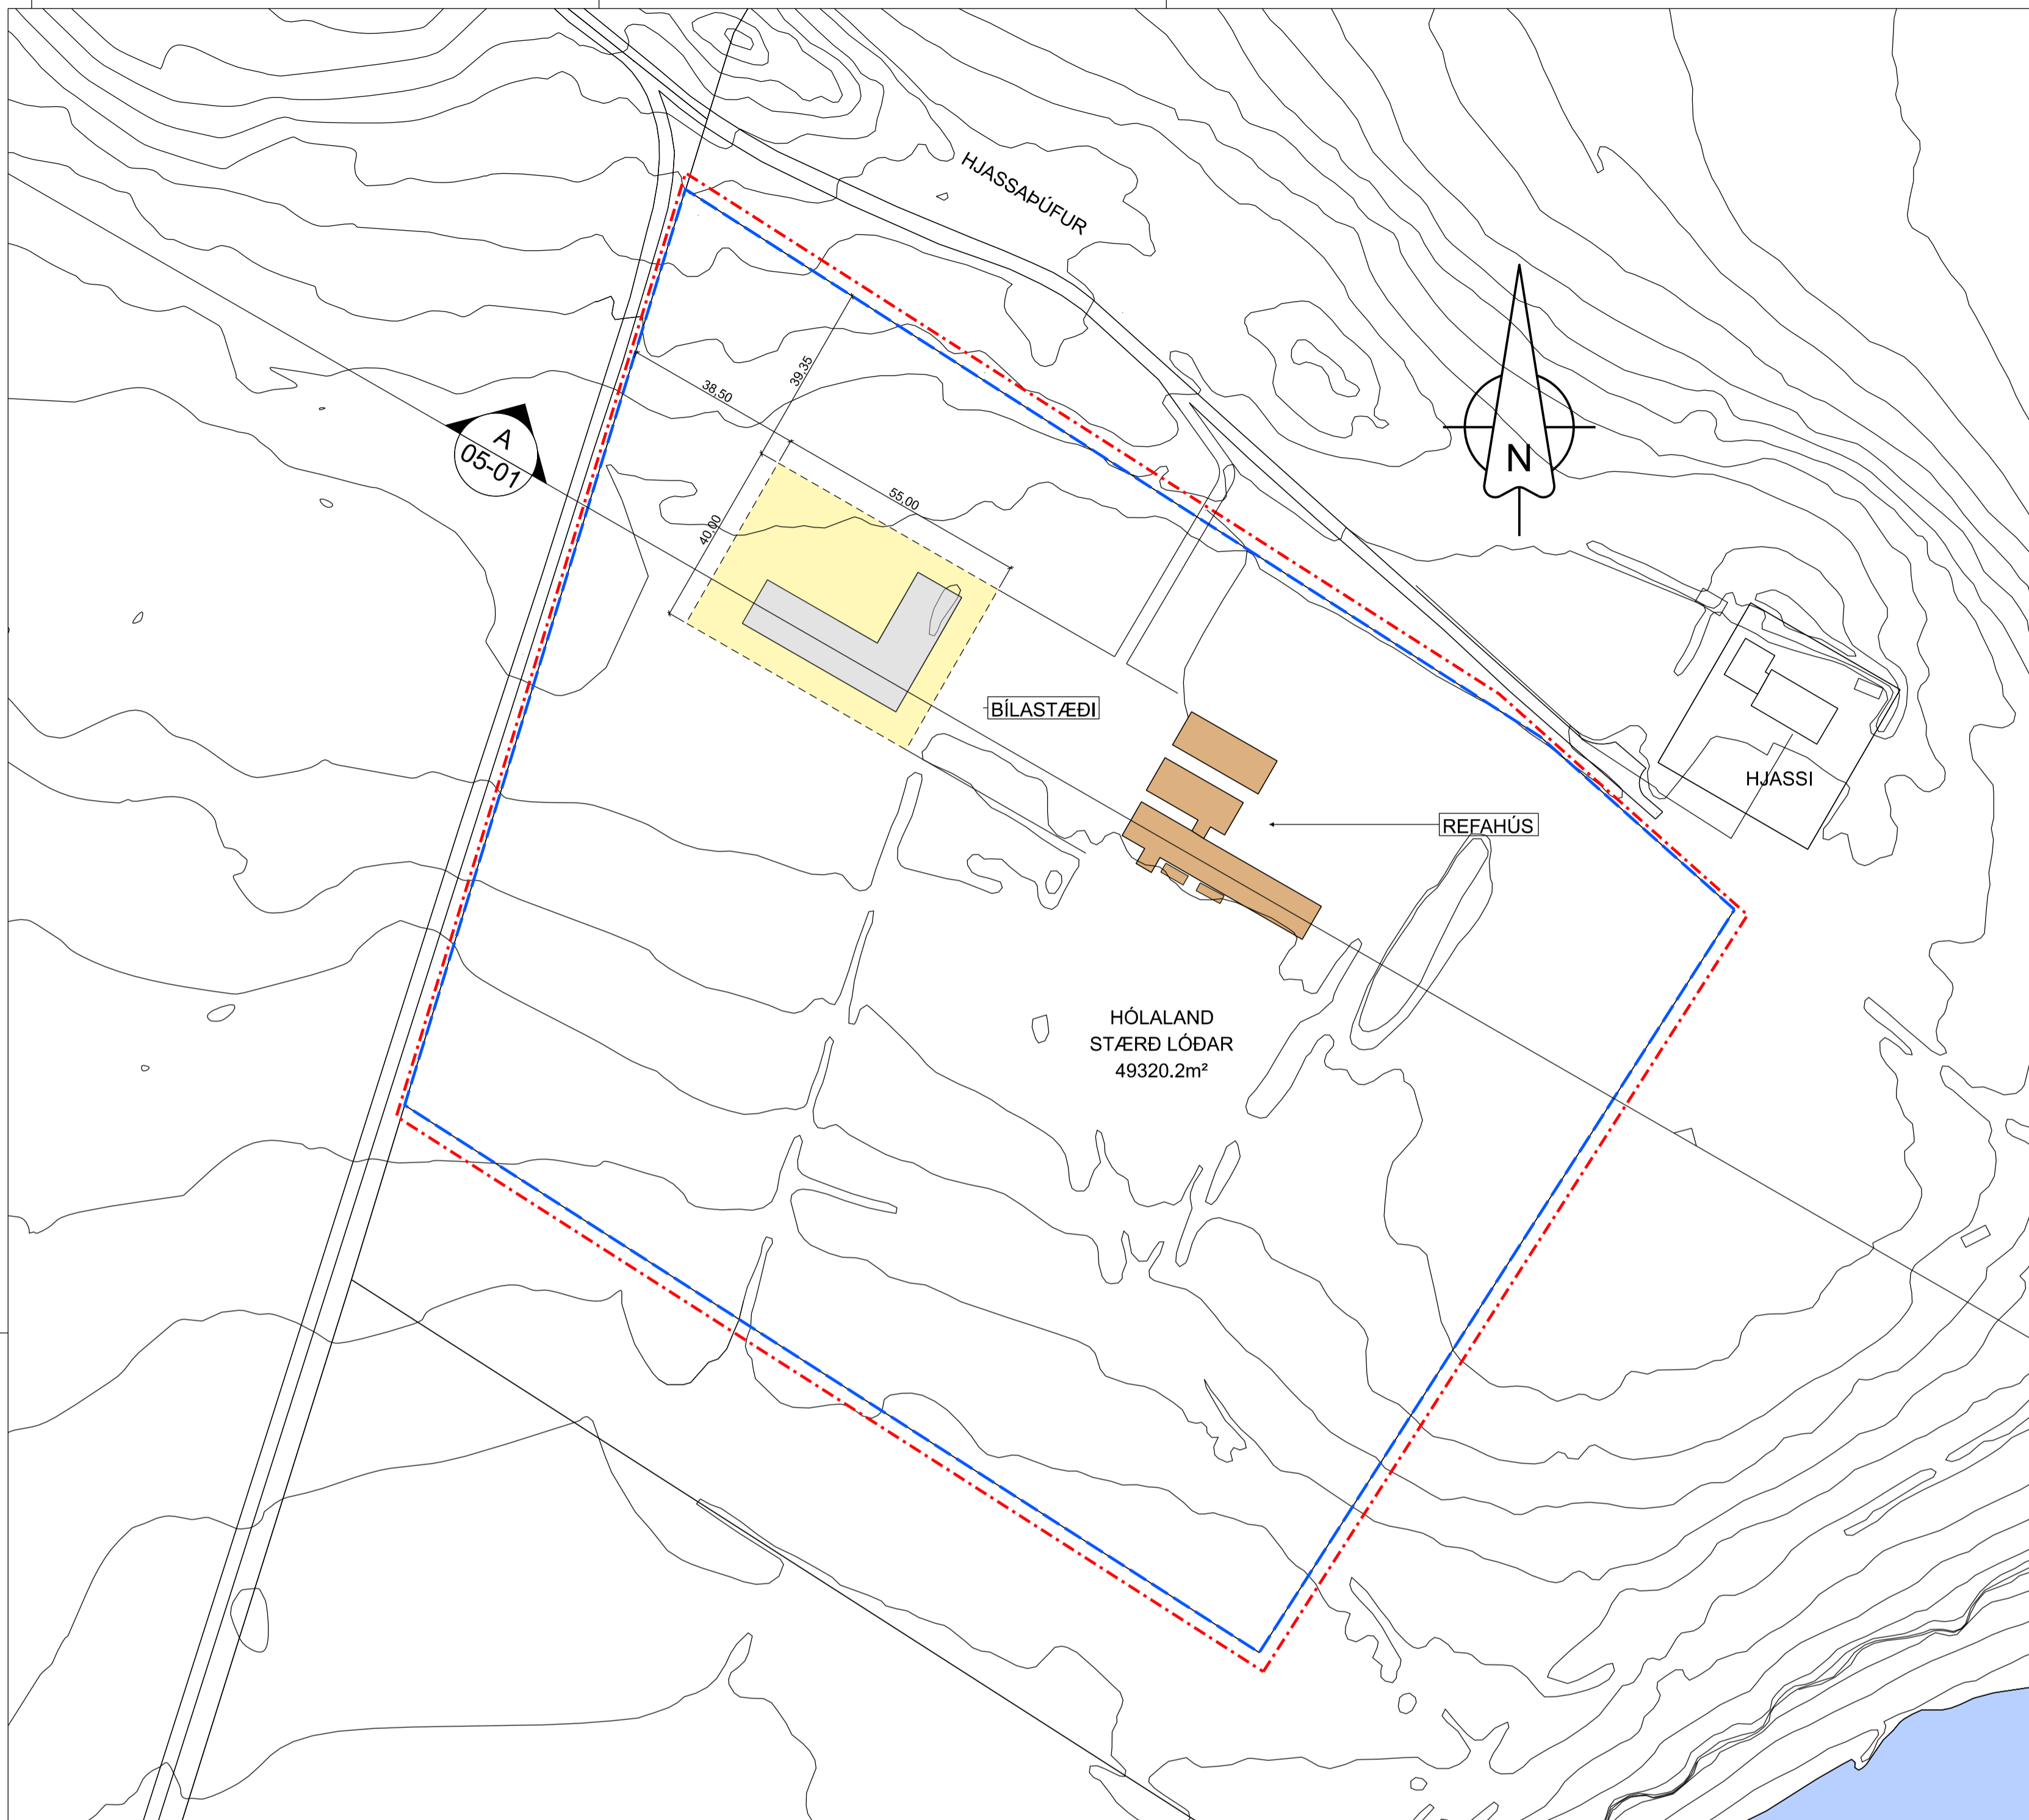 HJASSAÞÚFUR
39,35
38,50
A
05-01
N
55,00
40,00
BÍLASTÆÐI
HJASSI
REFAHÚS
HÓLALAND
STÆRÐ LÓÐAR
49320.2m²